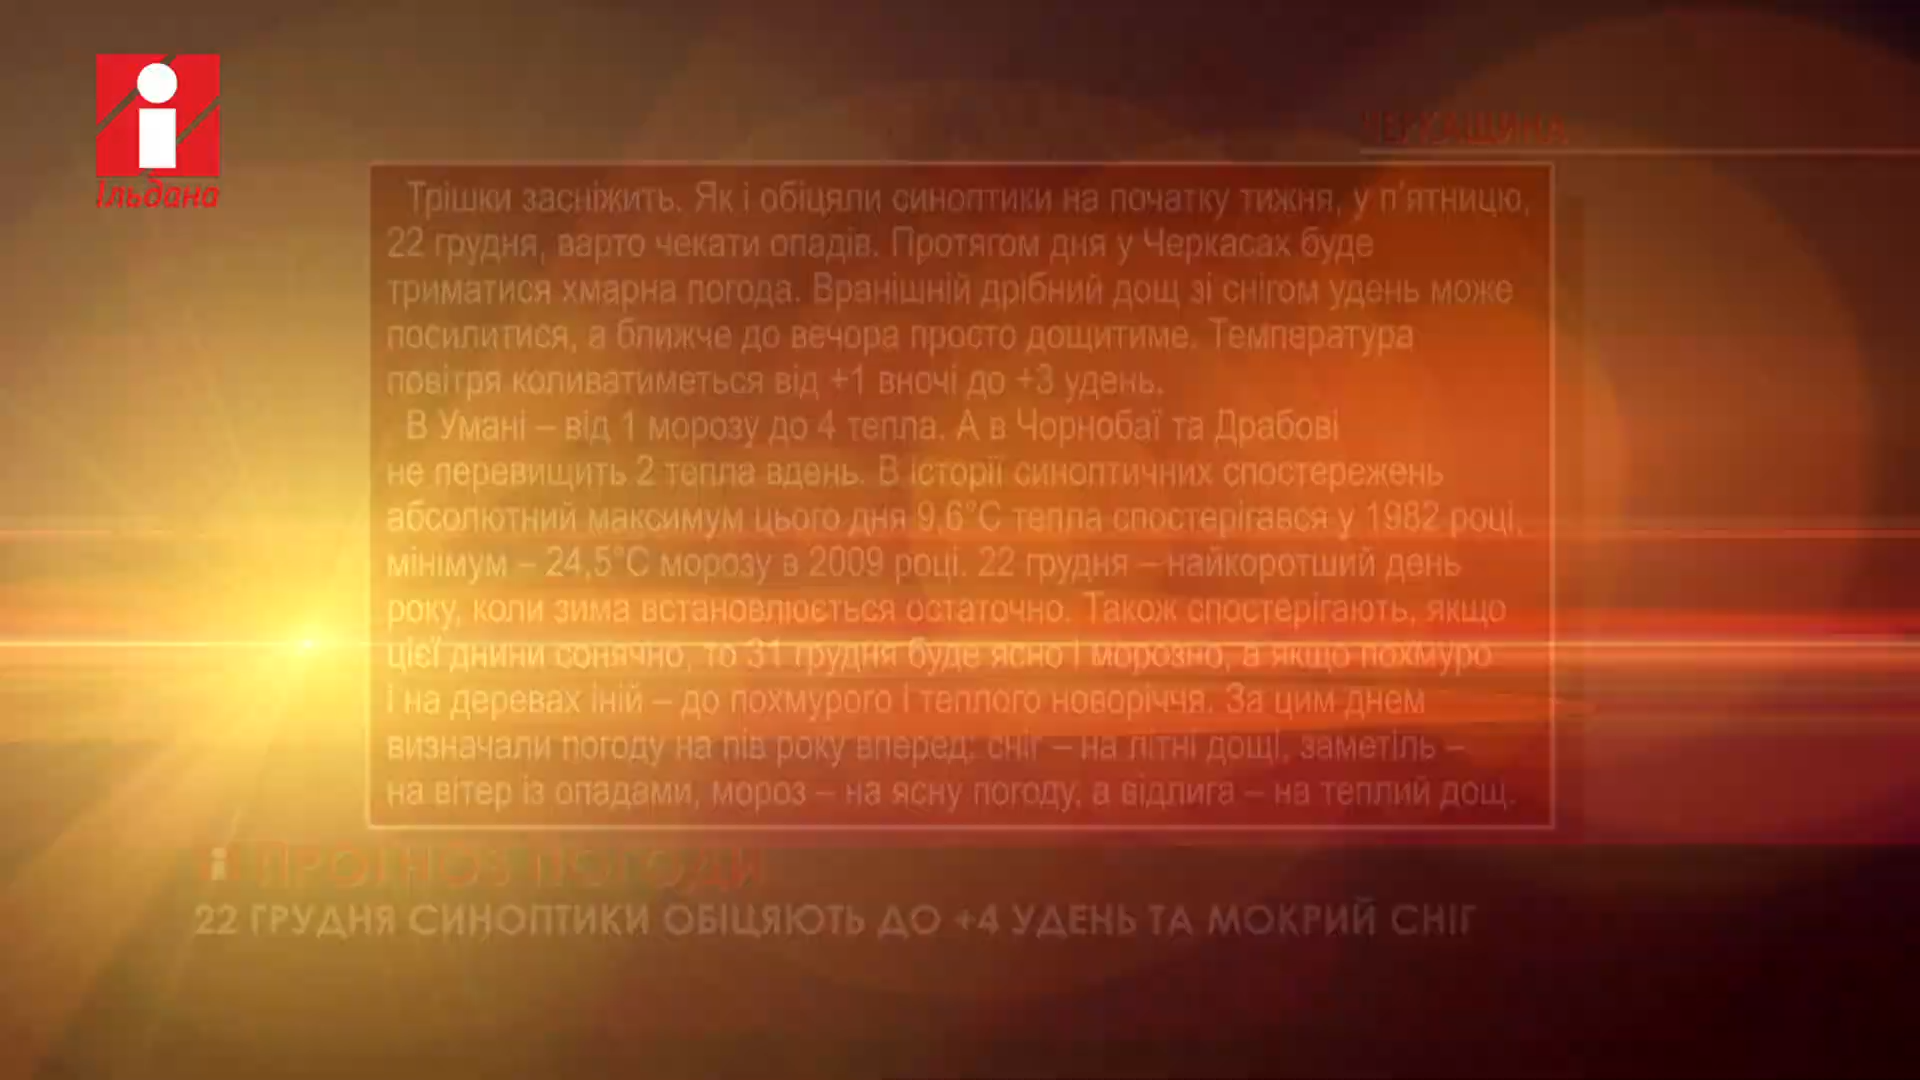 Ільдана
ЧЕРКАЩИНА
Трішки засніжить. Як і обіцяли синоптики на початку тижня, у п'ятницю,
22 грудня, варто чекати опадів. Протягом дня у Черкасах буде
триматися хмарна погода. Вранішній дрібний дощ зі снігом удень може
посилитися, а ближче до вечора просто дощитиме. Температура
повітря коливатиметься від +1 вночі до +3 удень.
В Умані – від 1 морозу до 4 тепла. А в Чорнобаї та Драбові
не перевищить 2 тепла вдень. В історії синоптичних спостережень
абсолютний максимум цього дня 9,6°С тепла спостерігався у 1982 році,
мінімум – 24,5°С морозу в 2009 році. 22 грудня – найкоротший день
року, коли зима встановлюється остаточно. Також спостерігають, якщо
цієї днини сонячно, то 31 грудня буде ясно і морозно, а якщо похмуро
і на деревах іній – до похмурого і теплого новоріччя. За цим днем
визначали погоду на пів року вперед: сніг – на літні дощі, заметіль –
на вітер із опадами, мороз – на ясну погоду, а відлига – на теплий дощ.
ПРОГНОЗ ПОГОДИ
22 ГРУДНЯ СИНОПТИКИ ОБІЦЯЮТЬ ДО +4 УДЕНЬ ТА МОКРИЙ СНІГ